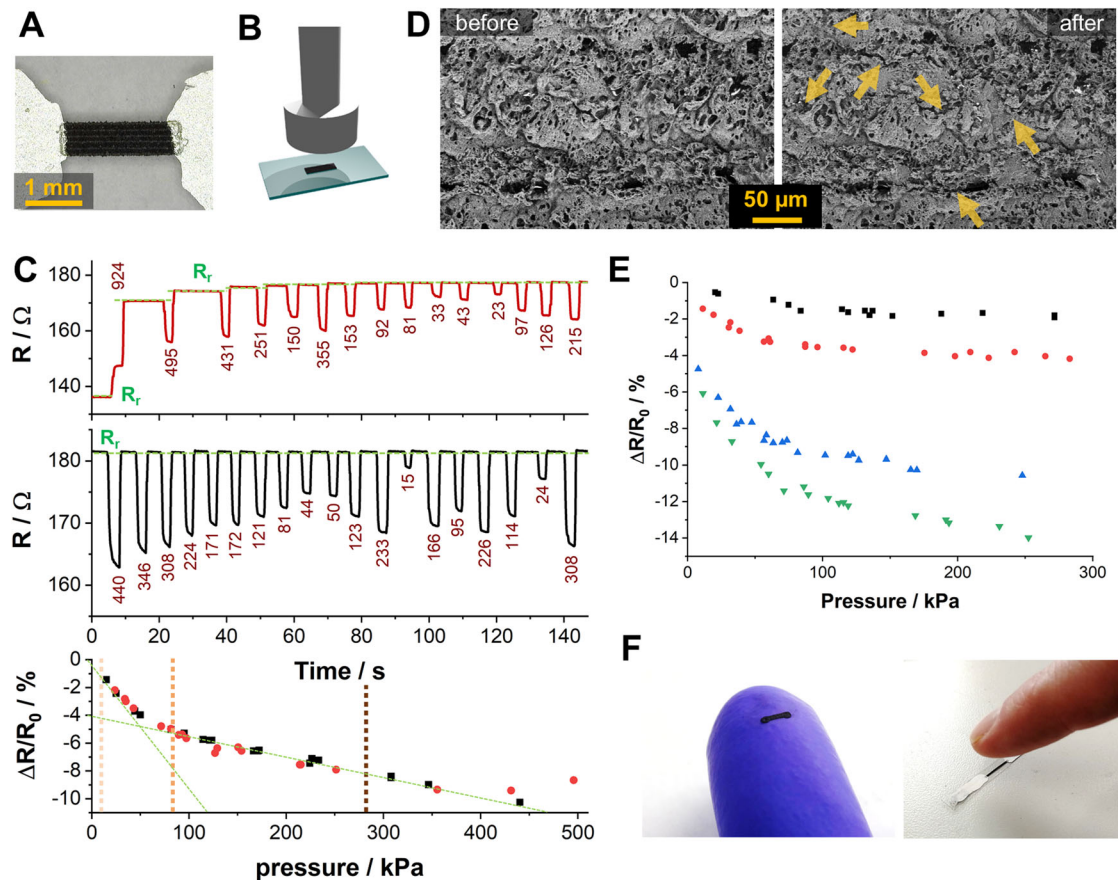 A
1 mm
B
D
before
after
50 µm
C
R / Ω
180
160
140
R_r
924
R_r
495
431
251
150
355
153
92
81
33
43
23
97
126
215
R / Ω
180
170
160
R_r
440
346
308
224
171
172
121
81
44
50
123
233
15
166
95
226
114
24
308
0 20 40 60 80 100 120 140
Time / s
ΔR/R₀ / %
0
-2
-4
-6
-8
-10
0 100 200 300 400 500
pressure / kPa
E
ΔR/R₀ / %
0
-2
-4
-6
-8
-10
-12
-14
0 100 200 300
Pressure / kPa
F